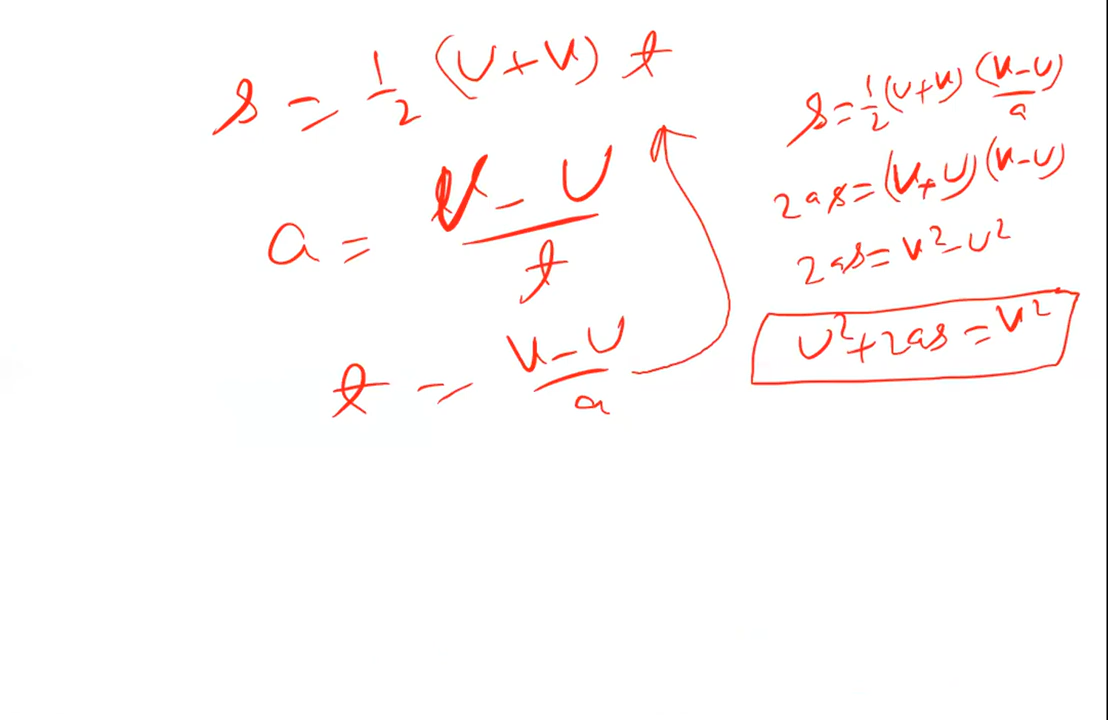 s = 1/2 (u+v) t
a = (v-u)/t
t = (v-u)/a
s = 1/2 (u+v) (v-u)/a
2as = (v+u)(v-u)
2as = v²-u²
u²+2as = v²